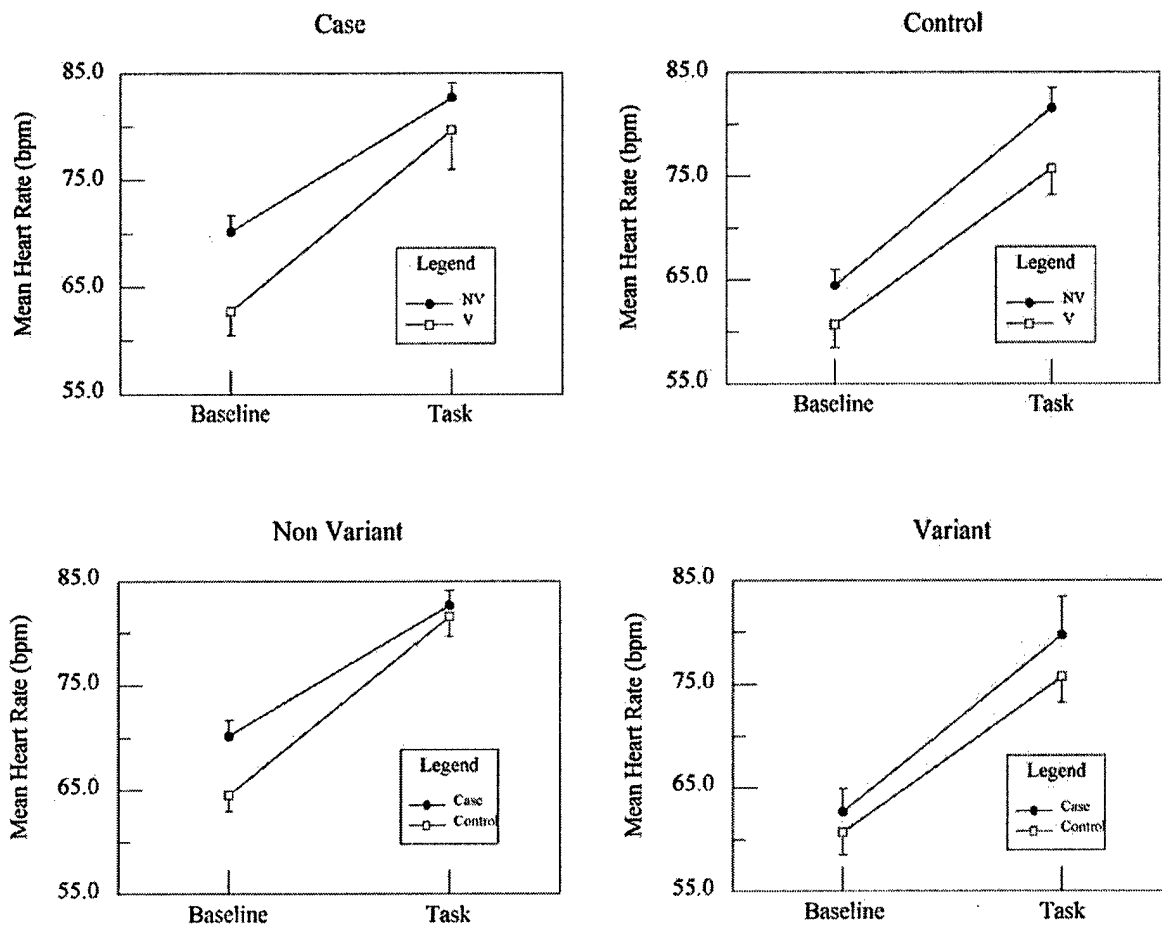 Case
Mean Heart Rate (bpm)
85.0
75.0
65.0
55.0
Baseline Task
Legend
NV
V
Control
Mean Heart Rate (bpm)
85.0
75.0
65.0
55.0
Baseline Task
Legend
NV
V
Non Variant
Mean Heart Rate (bpm)
85.0
75.0
65.0
55.0
Baseline Task
Legend
Case
Control
Variant
Mean Heart Rate (bpm)
85.0
75.0
65.0
55.0
Baseline Task
Legend
Case
Control